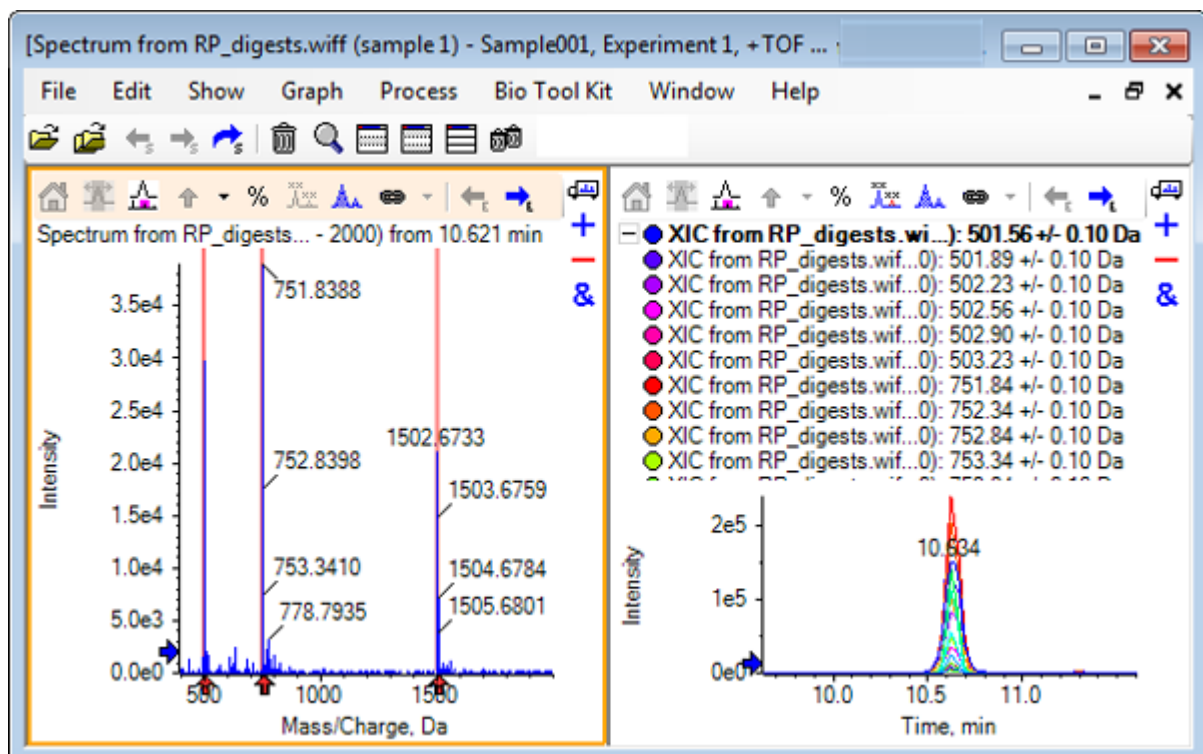 [Spectrum from RP_digests.wiff (sample 1) - Sample001, Experiment 1, +TOF ...
File Edit Show Graph Process Bio Tool Kit Window Help
%
Spectrum from RP_digests... - 2000) from 10.621 min
&
Intensity
3.5e4
3.0e4
2.5e4
2.0e4
1.5e4
1.0e4
5.0e3
0.0e0
751.8388
752.8398
753.3410
778.7935
1502.6733
1503.6759
1504.6784
1505.6801
500 1000 1500
Mass/Charge, Da
%
XIC from RP_digests.wi...): 501.56 +/- 0.10 Da
XIC from RP_digests.wif...0): 501.89 +/- 0.10 Da
XIC from RP_digests.wif...0): 502.23 +/- 0.10 Da
XIC from RP_digests.wif...0): 502.56 +/- 0.10 Da
XIC from RP_digests.wif...0): 502.90 +/- 0.10 Da
XIC from RP_digests.wif...0): 503.23 +/- 0.10 Da
XIC from RP_digests.wif...0): 751.84 +/- 0.10 Da
XIC from RP_digests.wif...0): 752.34 +/- 0.10 Da
XIC from RP_digests.wif...0): 752.84 +/- 0.10 Da
XIC from RP_digests.wif...0): 753.34 +/- 0.10 Da
&
Intensity
2e5
1e5
0e0
10.634
10.0 10.5 11.0
Time, min